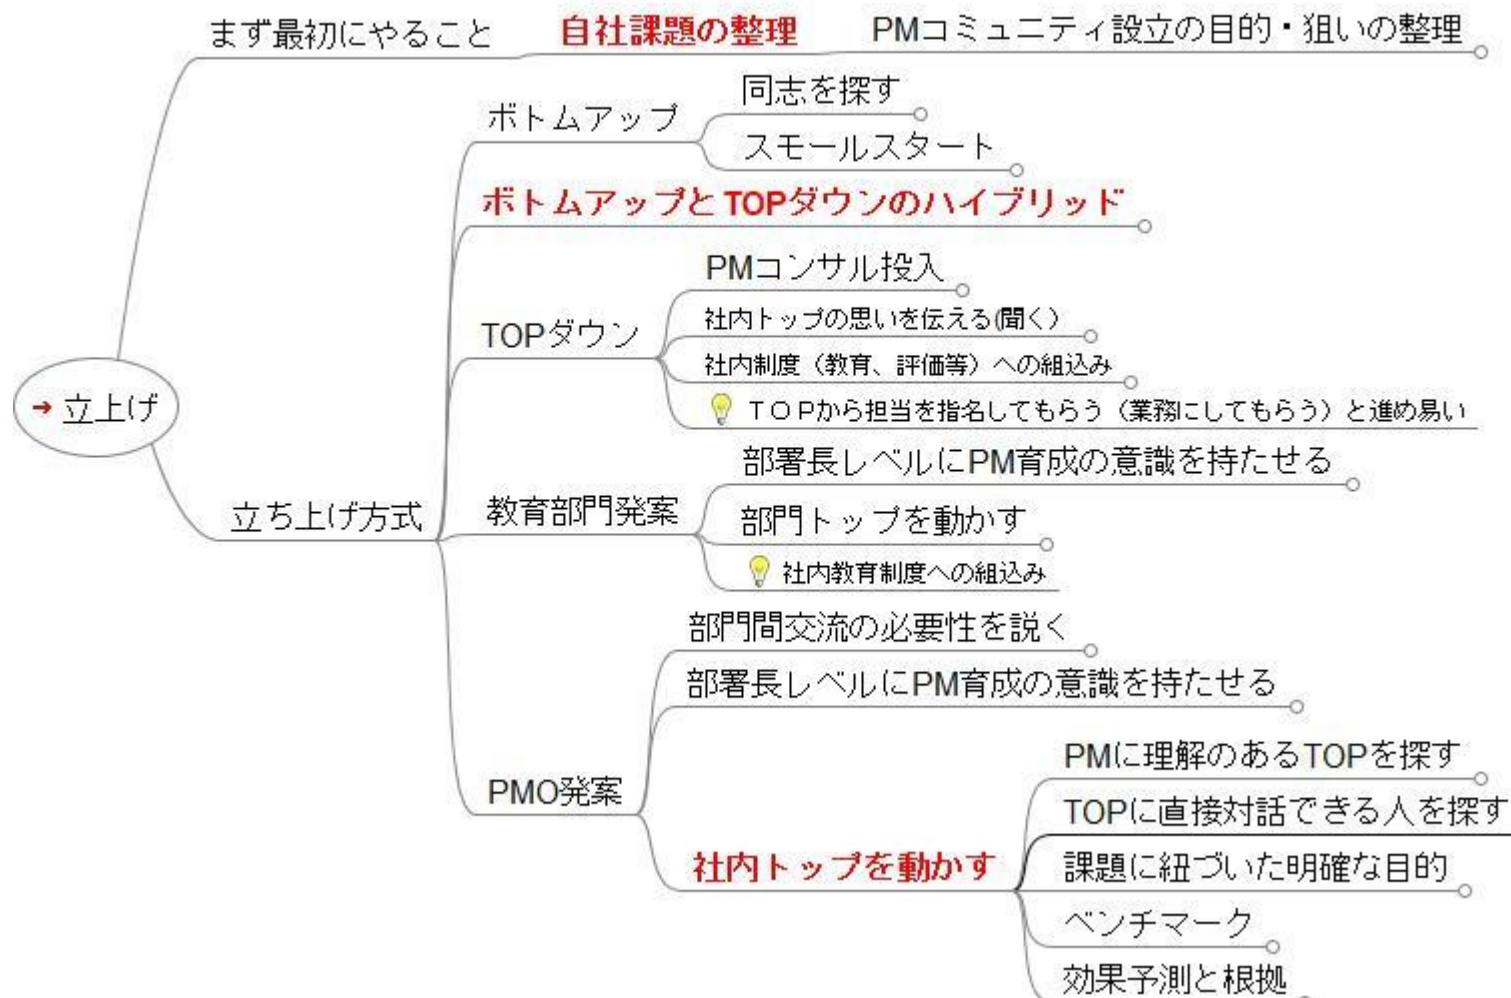 まず最初にやること
自社課題の整理
PMコミュニティ設立の目的・狙いの整理
同志を探す
ボトムアップ
スモールスタート
ボトムアップとTOPダウンのハイブリッド
PMコンサル投入
社内トップの思いを伝える(聞く)
TOPダウン
社内制度（教育、評価等）への組込み
ＴＯＰから担当を指名してもらう（業務にしてもらう）と進め易い
立上げ
部署長レベルにPM育成の意識を持たせる
立ち上げ方式
教育部門発案
部門トップを動かす
社内教育制度への組込み
部門間交流の必要性を説く
部署長レベルにPM育成の意識を持たせる
PMO発案
PMに理解のあるTOPを探す
TOPに直接対話できる人を探す
社内トップを動かす
課題に紐づいた明確な目的
ベンチマーク
効果予測と根拠